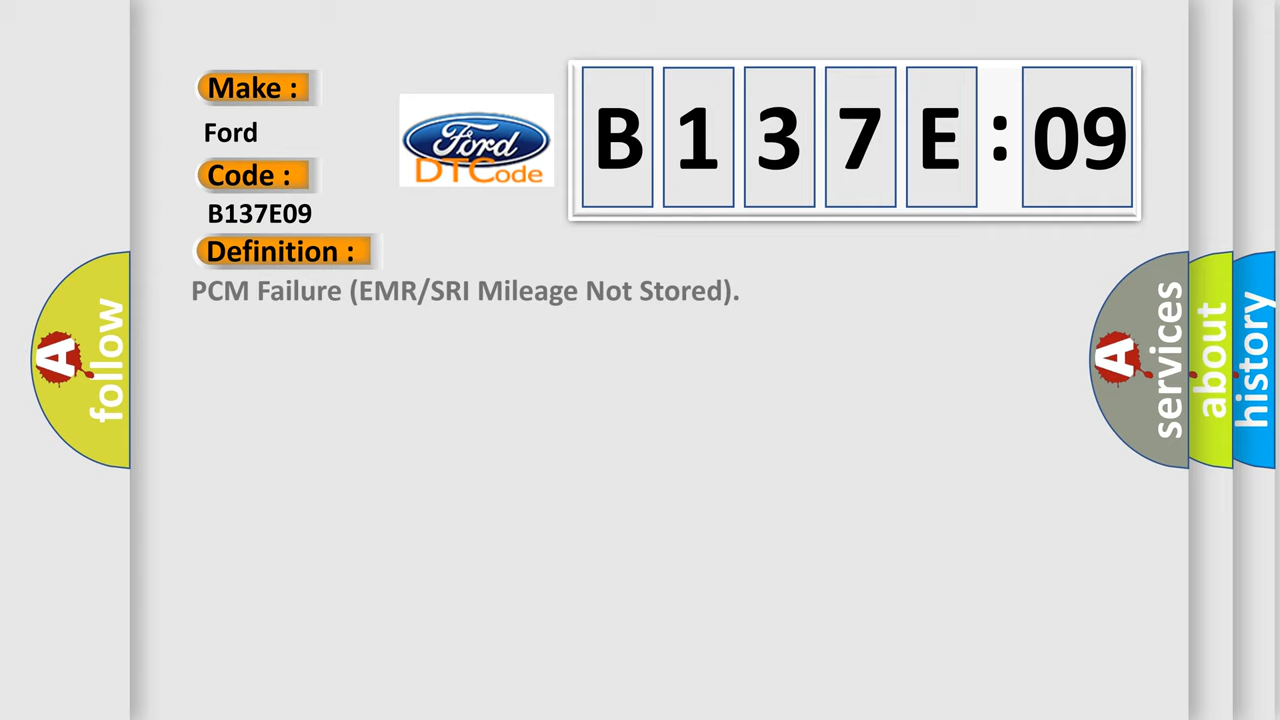 Make :
Ford
Code :
B137E09
Definition :
PCM Failure (EMR/SRI Mileage Not Stored).
Ford
DTCode
B 1 3 7 E : 09
A follow
A services
about
history